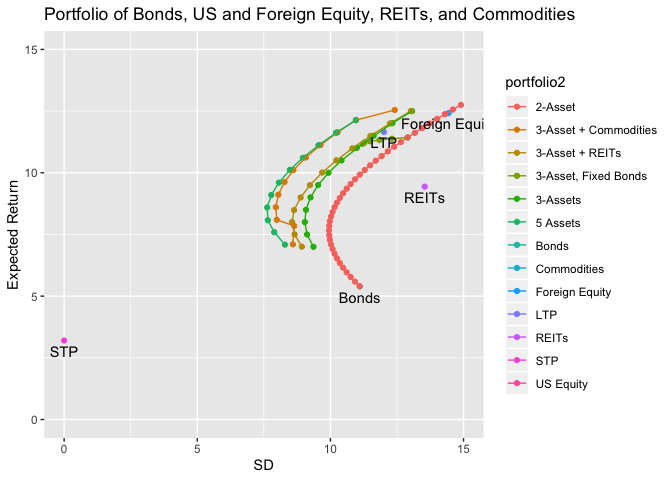 Portfolio of Bonds, US and Foreign Equity, REITs, and Commodities
15
10
5
0
Expected Return
Foreign Equi
LTP
REITs
Bonds
STP
0
5
10
15
SD
portfolio2
2-Asset
3-Asset + Commodities
3-Asset + REITs
3-Asset, Fixed Bonds
3-Assets
5 Assets
Bonds
Commodities
Foreign Equity
LTP
REITs
STP
US Equity